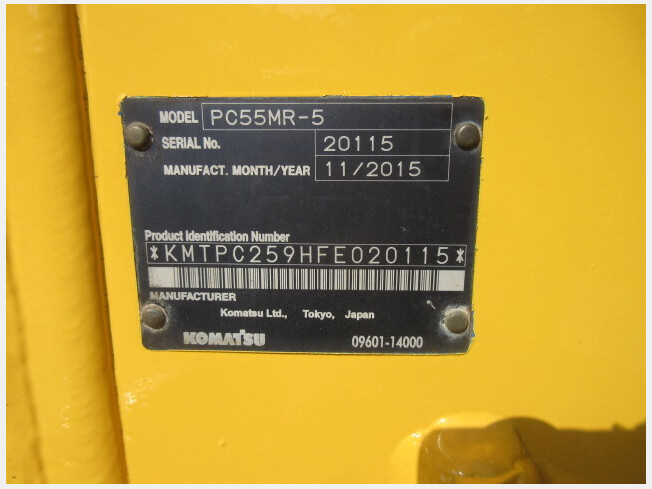 MODEL PC55MR-5
SERIAL No. 20115
MANUFACT. MONTH/YEAR 11/2015
Product Identification Number
*KMTPC259HFE020115*
MANUFACTURER
Komatsu Ltd., Tokyo, Japan
KOMATSU 09601-14000